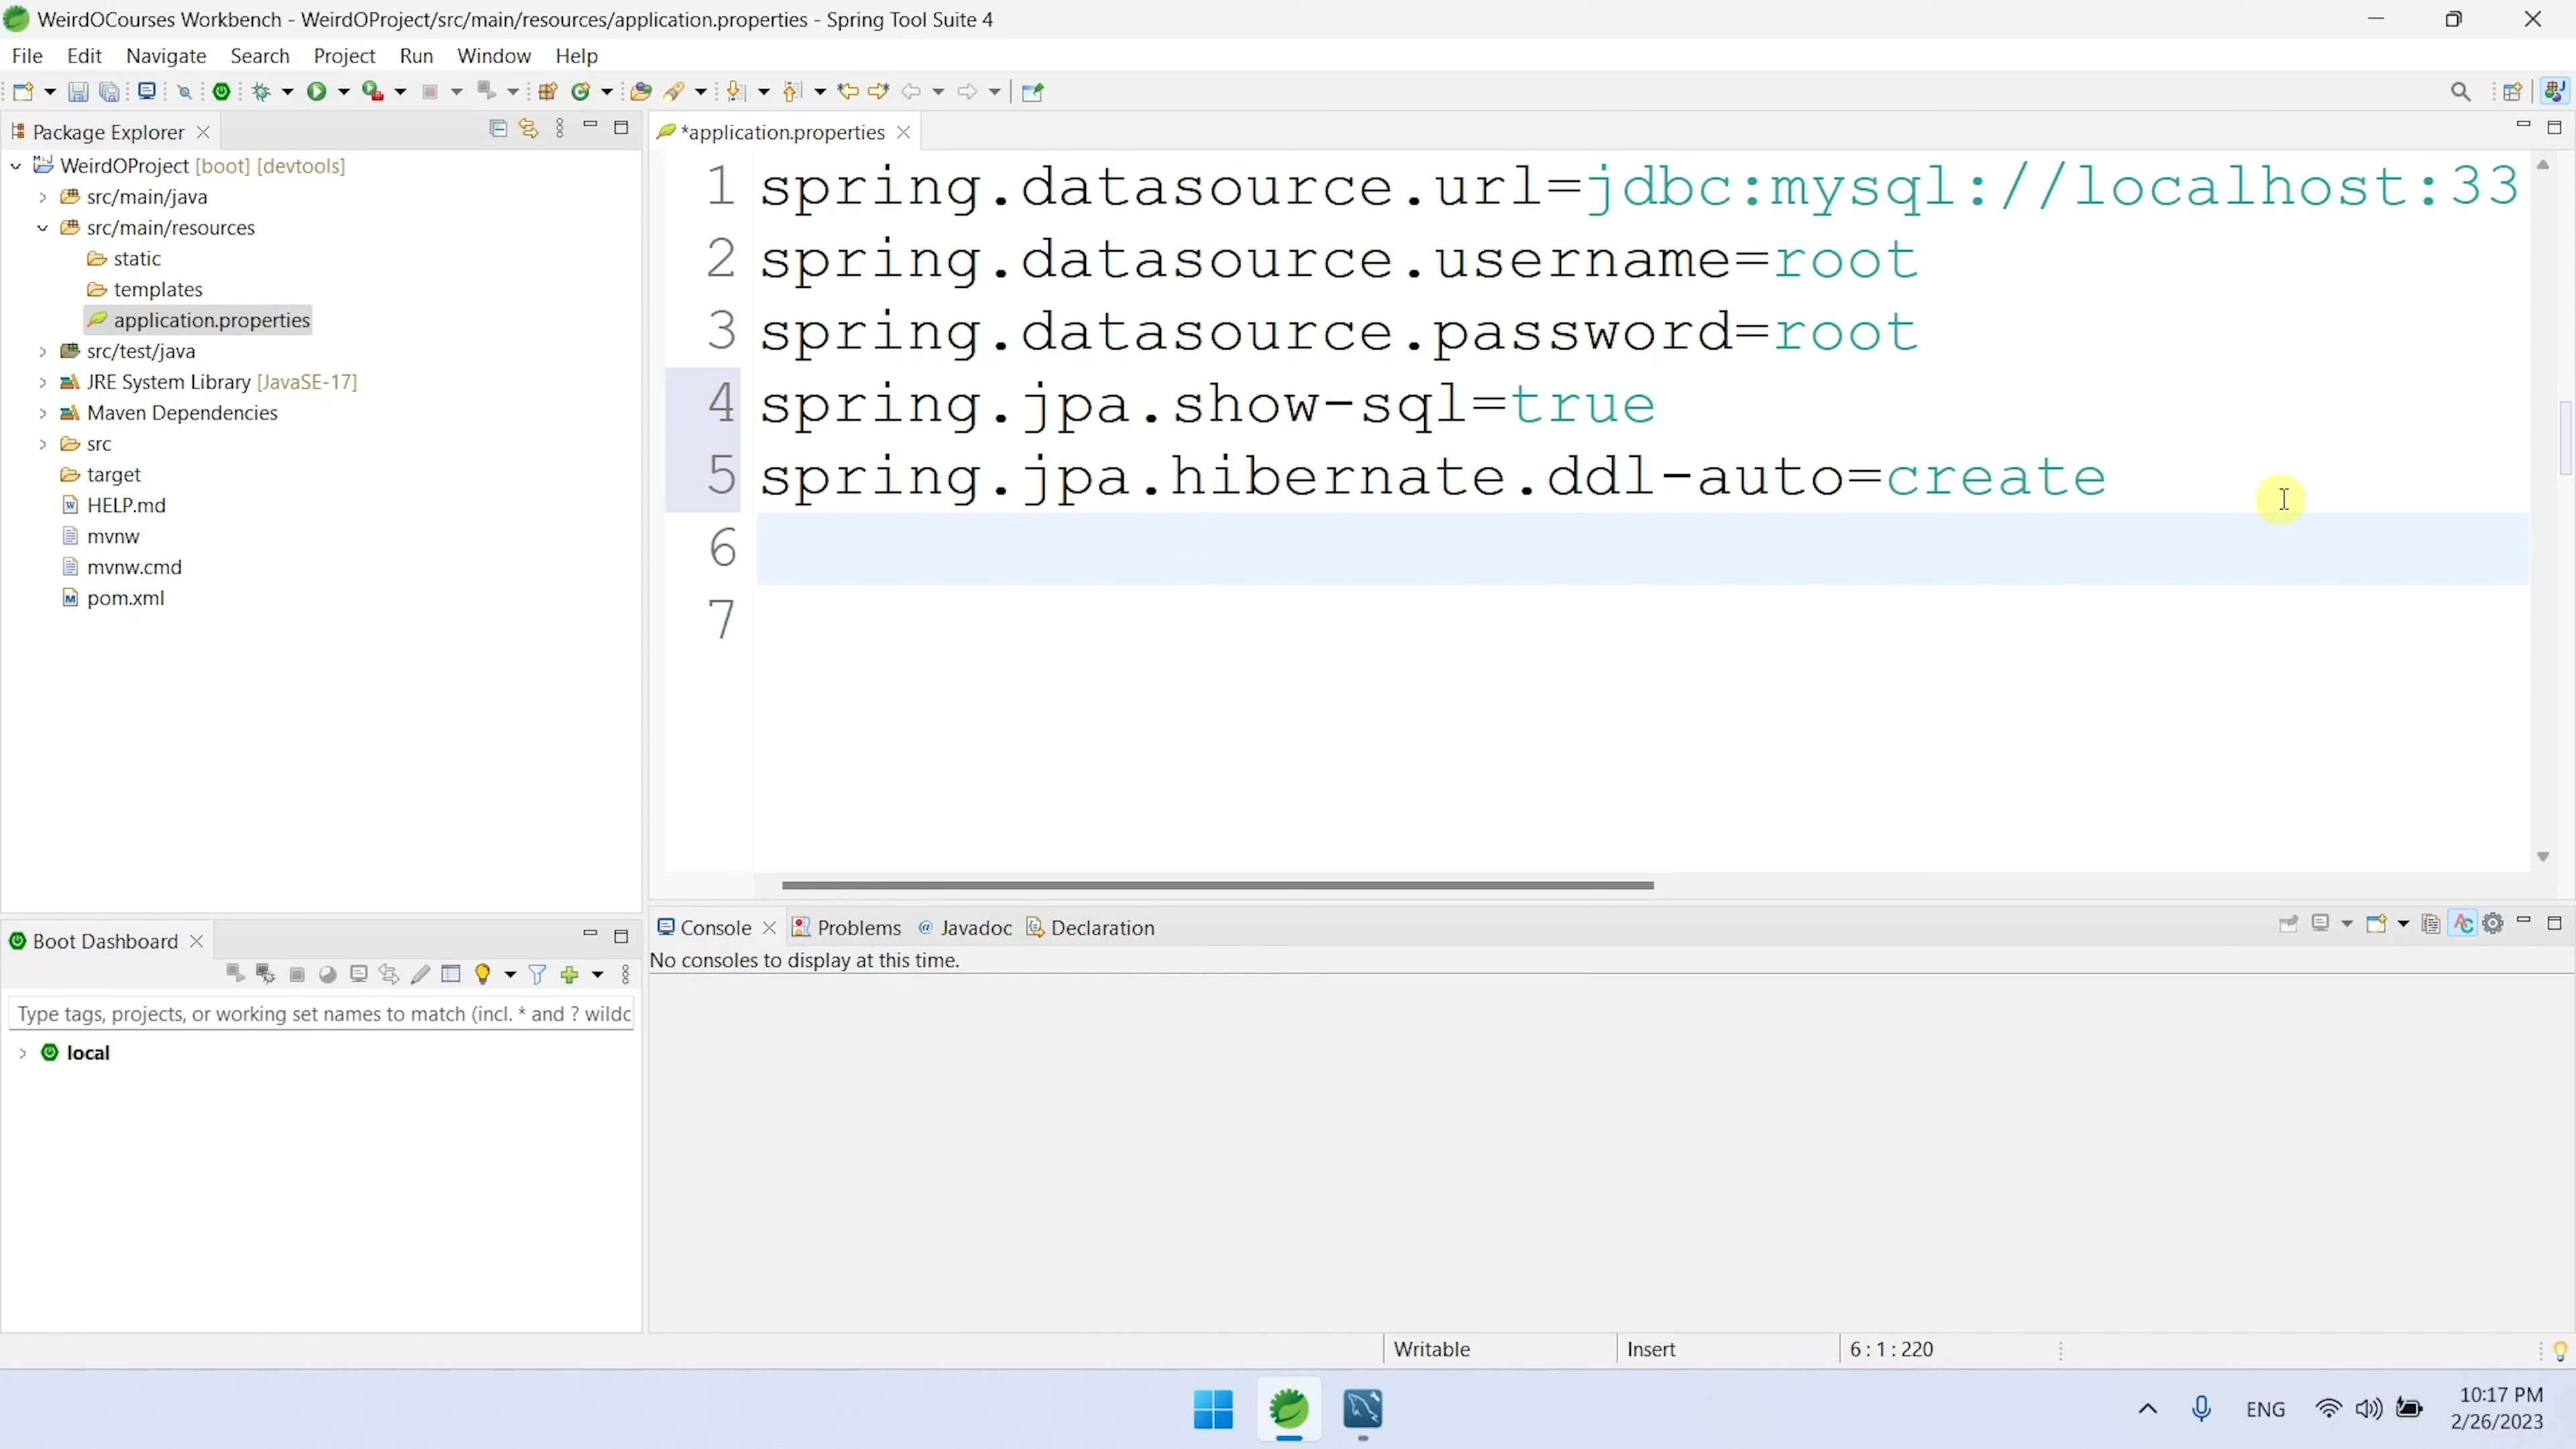 WeirdOCourses Workbench - WeirdOProject/src/main/resources/application.properties - Spring Tool Suite 4
File Edit Navigate Search Project Run Window Help
Package Explorer
WeirdOProject [boot] [devtools]
src/main/java
src/main/resources
static
templates
application.properties
src/test/java
JRE System Library [JavaSE-17]
Maven Dependencies
src
target
HELP.md
mvnw
mvnw.cmd
pom.xml
*application.properties
1 spring.datasource.url=jdbc:mysql://localhost:33
2 spring.datasource.username=root
3 spring.datasource.password=root
4 spring.jpa.show-sql=true
5 spring.jpa.hibernate.ddl-auto=create
6
7
Boot Dashboard
Type tags, projects, or working set names to match (incl. * and ? wildc
local
Console Problems @ Javadoc Declaration
No consoles to display at this time.
Writable Insert 6 : 1 : 220
ENG
10:17 PM
2/26/2023